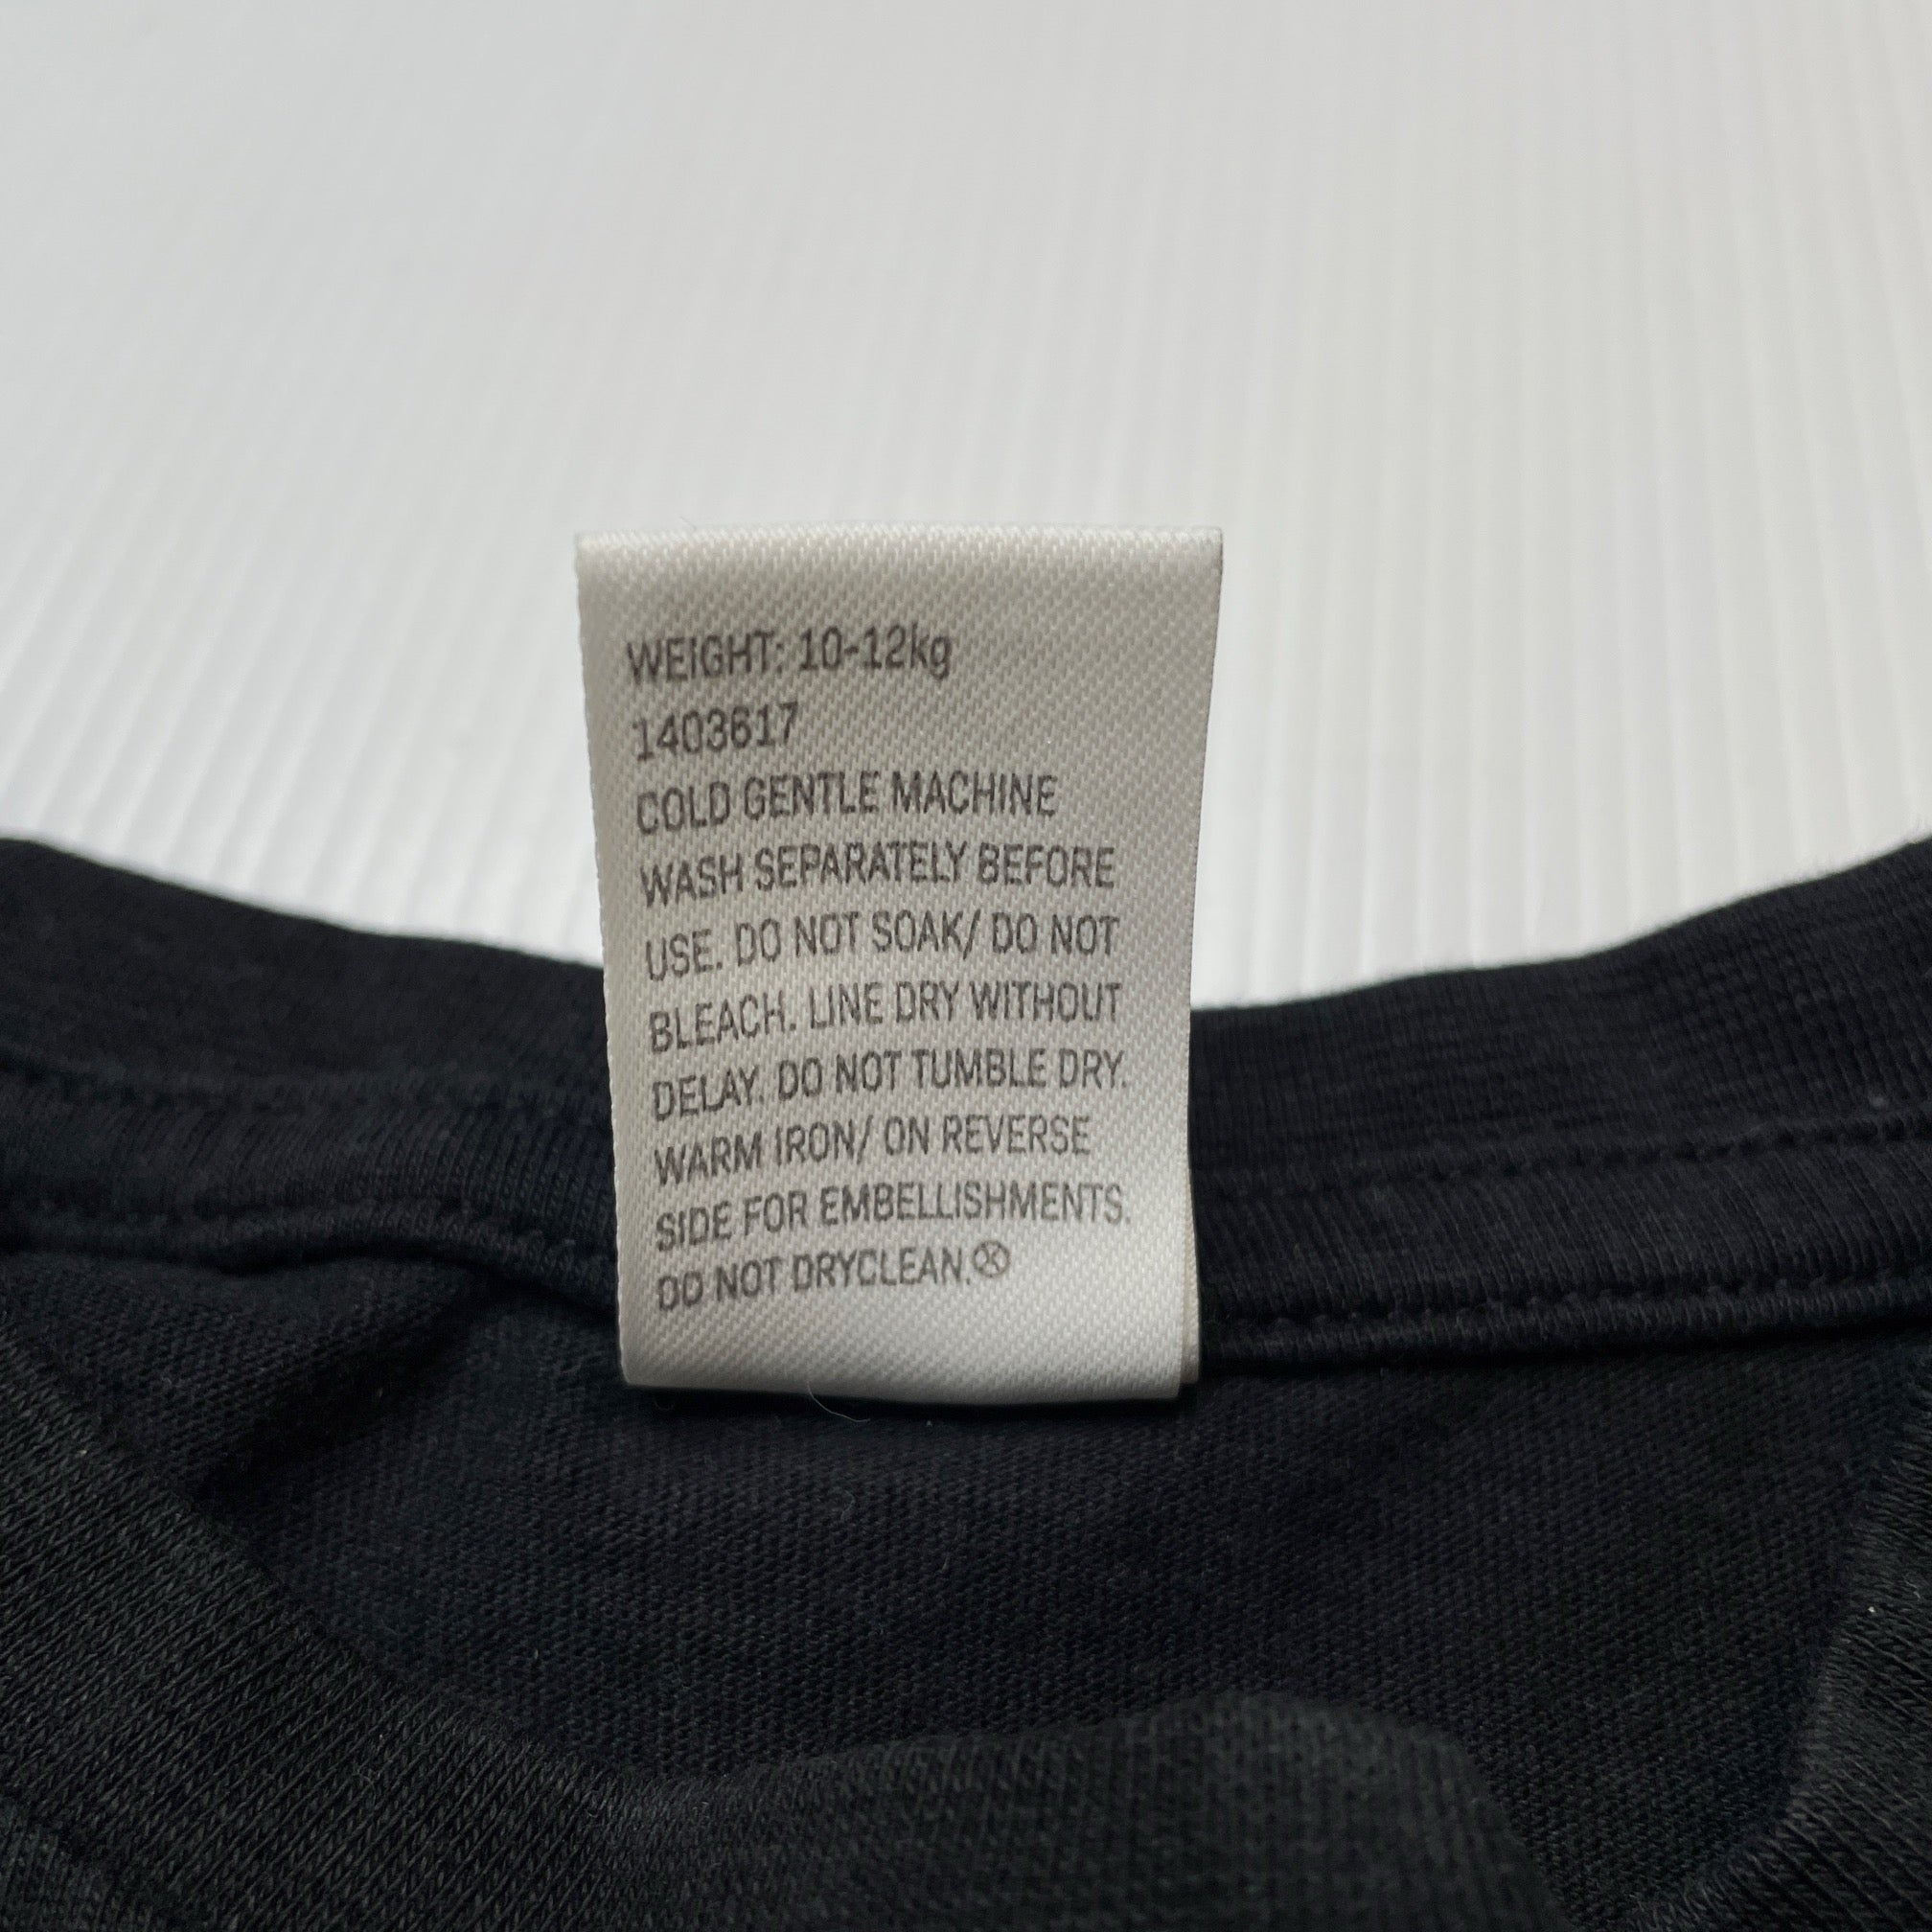 WEIGHT: 10-12kg
1403617
COLD GENTLE MACHINE
WASH SEPARATELY BEFORE
USE. DO NOT SOAK/ DO NOT
BLEACH. LINE DRY WITHOUT
DELAY. DO NOT TUMBLE DRY.
WARM IRON/ ON REVERSE
SIDE FOR EMBELLISHMENTS.
DO NOT DRYCLEAN.Ⓧ